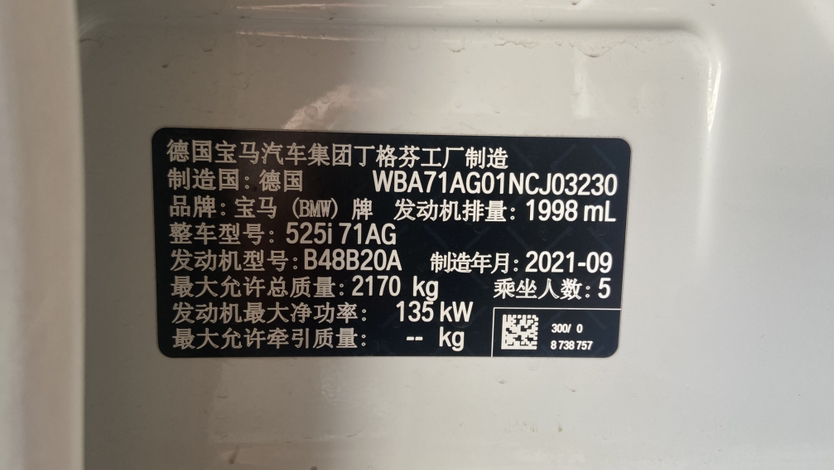 德国宝马汽车集团丁格芬工厂制造
制造国: 德国 WBA71AG01NCJ03230
品牌: 宝马 (BMW) 牌 发动机排量: 1998 mL
整车型号: 525i 71AG
发动机型号: B48B20A 制造年月: 2021-09
最大允许总质量: 2170 kg 乘坐人数: 5
发动机最大净功率: 135 kW
最大允许牵引质量: -- kg
300/ 0
8 738 757